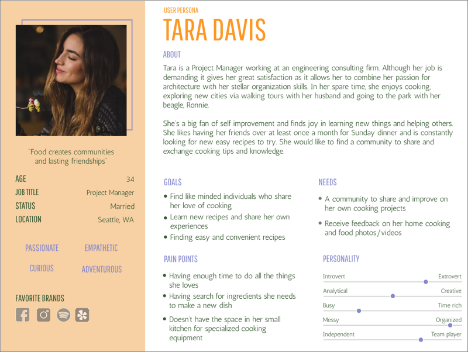 USER PERSONA
TARA DAVIS
ABOUT
Tara is a Project Manager working at an engineering consulting firm. Although her job is
demanding it gives her great satisfaction as it allows her to combine her passion for
architecture with her stellar organization skills. In her spare time, she enjoys cooking,
exploring new cities via walking tours with her husband and going to the park with her
beagle, Ronnie.
She's a big fan of self improvement and finds joy in learning new things and helping others.
She likes having her friends over at least once a month for Sunday dinner and is constantly
looking for new easy recipes to try. She would like to find a community to share and
exchange cooking tips and knowledge.
"Food creates communities
and lasting friendships"
AGE 34
JOB TITLE Project Manager
STATUS Married
LOCATION Seattle, WA
PASSIONATE EMPATHETIC
CURIOUS ADVENTUROUS
FAVORITE BRANDS
GOALS
Find like minded individuals who share
her love of cooking
Learn new recipes and share her own
experiences
Finding easy and convenient recipes
NEEDS
A community to share and improve on
her own cooking projects
Receive feedback on her home cooking
and food photos/videos
PAIN POINTS
Having enough time to do all the things
she loves
Having search for ingredients she needs
to make a new dish
Doesn't have the space in her small
kitchen for specialized cooking
equipment
PERSONALITY
Introvert Extrovert
Analytical Creative
Busy Time rich
Messy Organized
Independent Team player